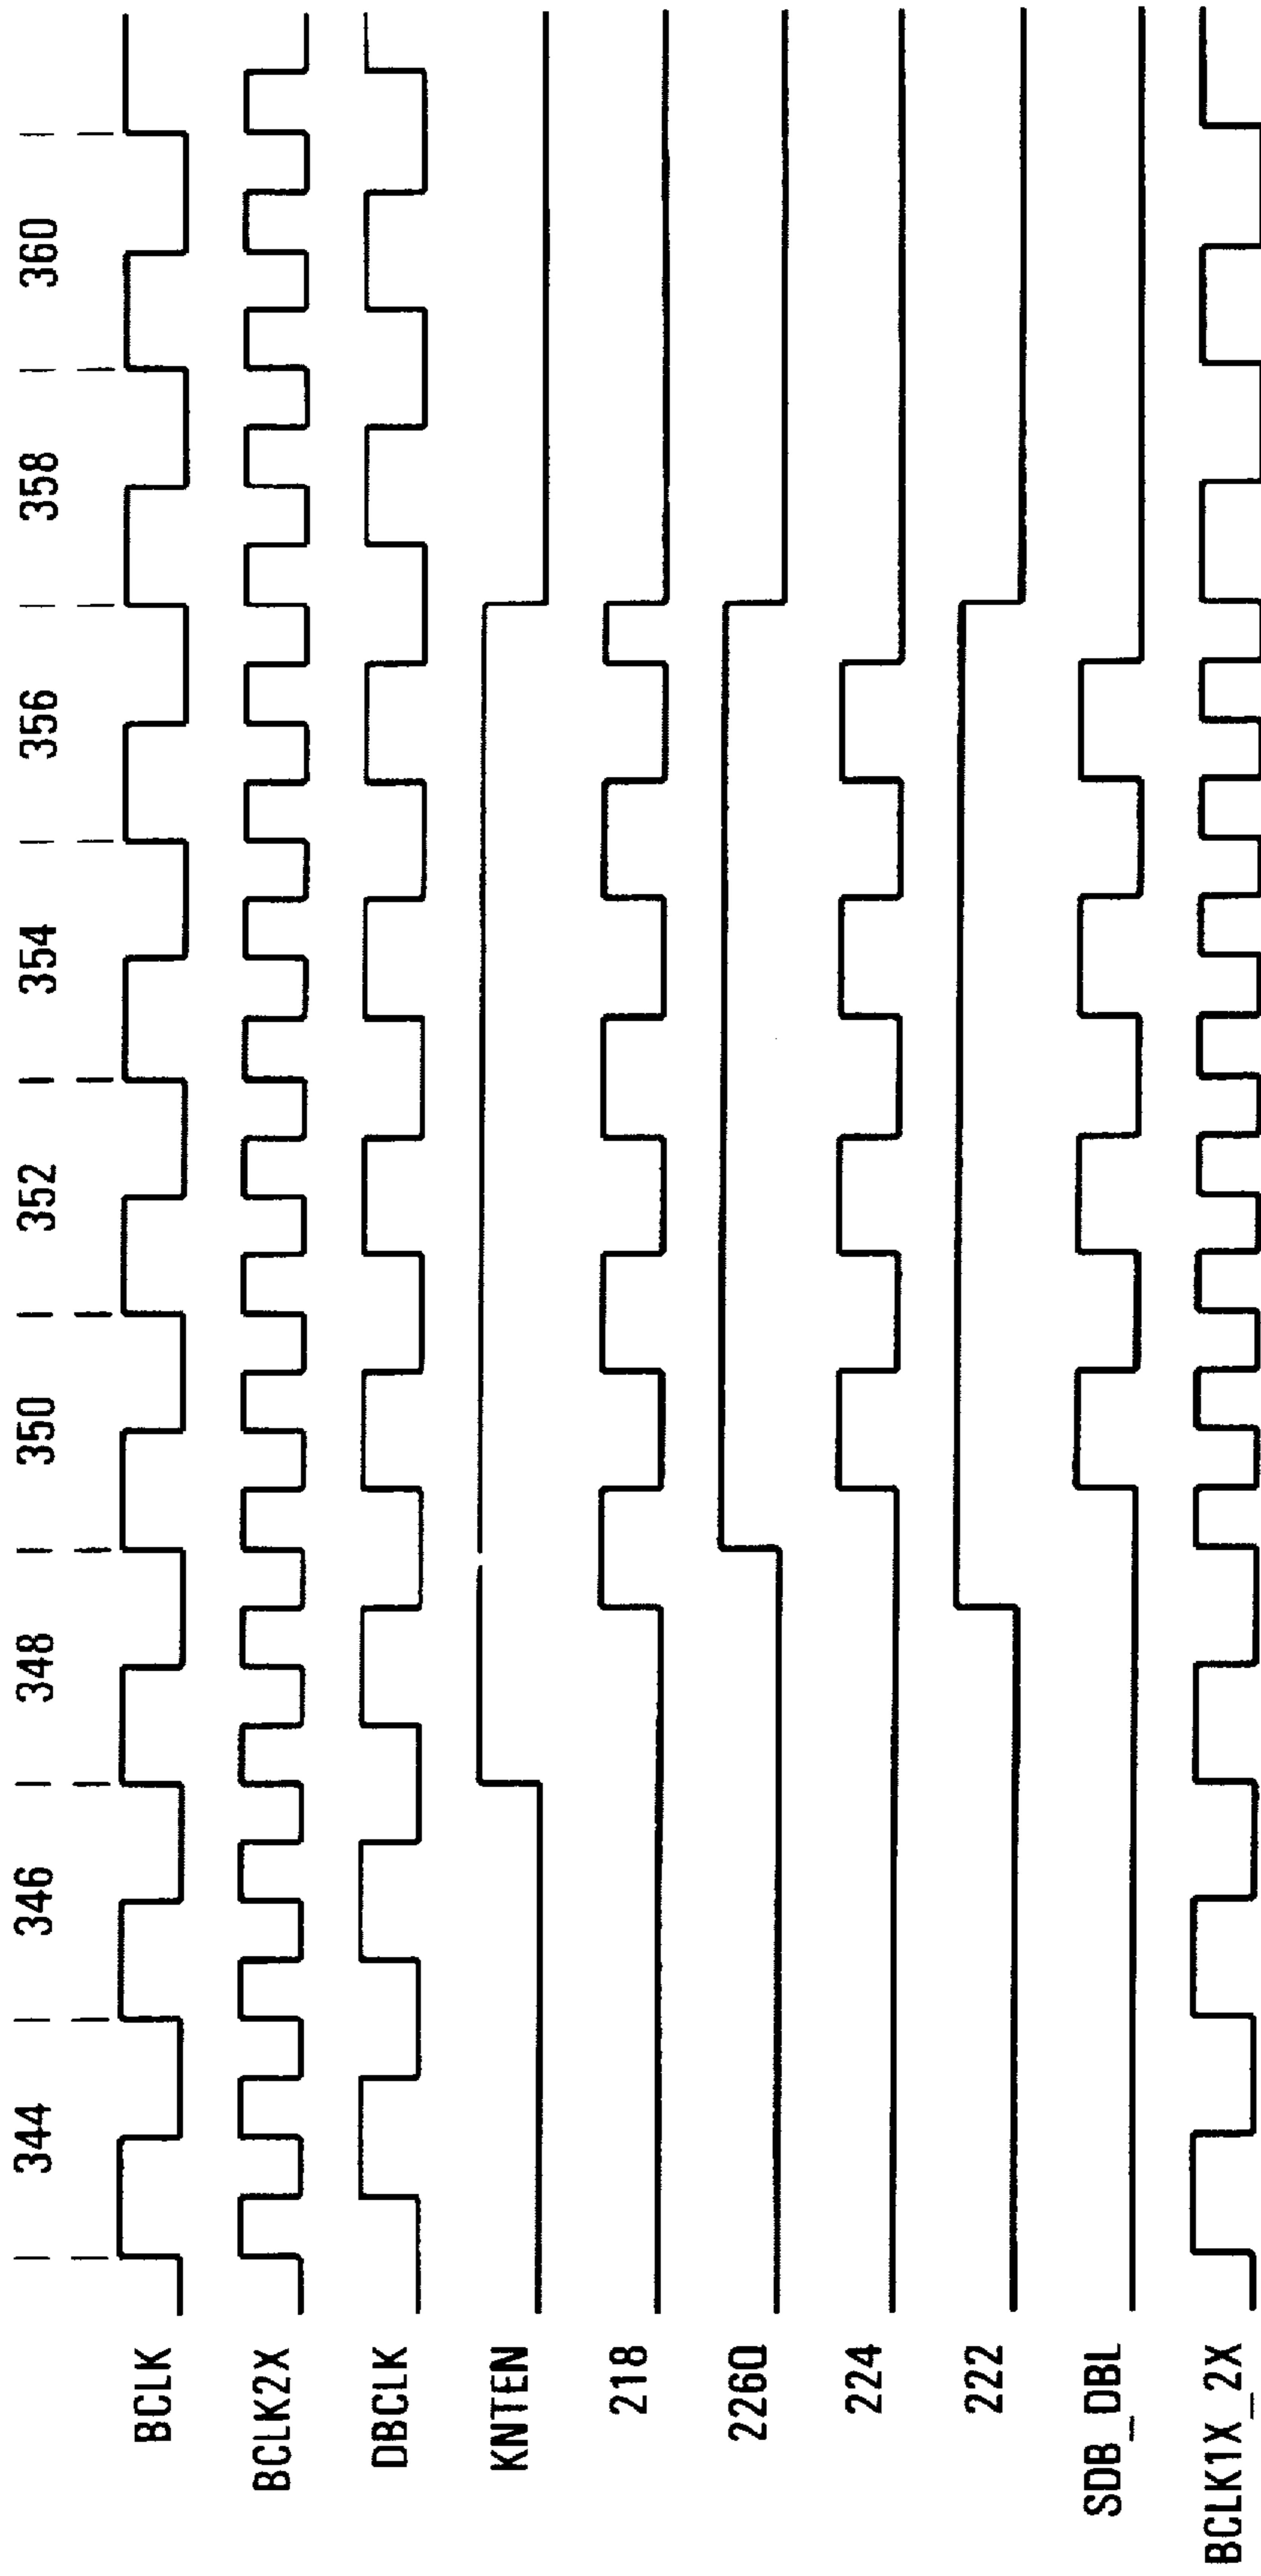 344 346 348 350 352 354 356 358 360
BCLK
BCLK2X
DBCLK
KNTEN
218
226Q
224
222
SDB_DBL
BCLK1X_2X